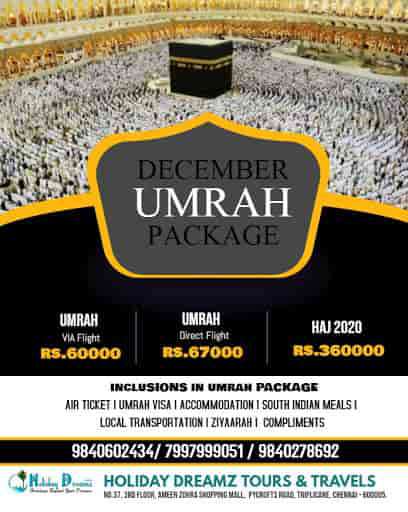 DECEMBER
UMRAH
PACKAGE
UMRAH
VIA Flight
RS.60000
UMRAH
Direct Flight
RS.67000
HAJ 2020
RS.360000
INCLUSIONS IN UMRAH PACKAGE
AIR TICKET I UMRAH VISA I ACCOMMODATION I SOUTH INDIAN MEALS I
LOCAL TRANSPORTATION I ZIYAARAH I COMPLIMENTS
9840602434/ 7997999051 / 9840278692
Holiday Dreamz
HOLIDAY DREAMZ TOURS & TRAVELS
NO.37, 3RD FLOOR, AMEER ZOHRA SHOPPING MALL, PYCROFTS ROAD, TRIPLICANE, CHENNAI - 600005.